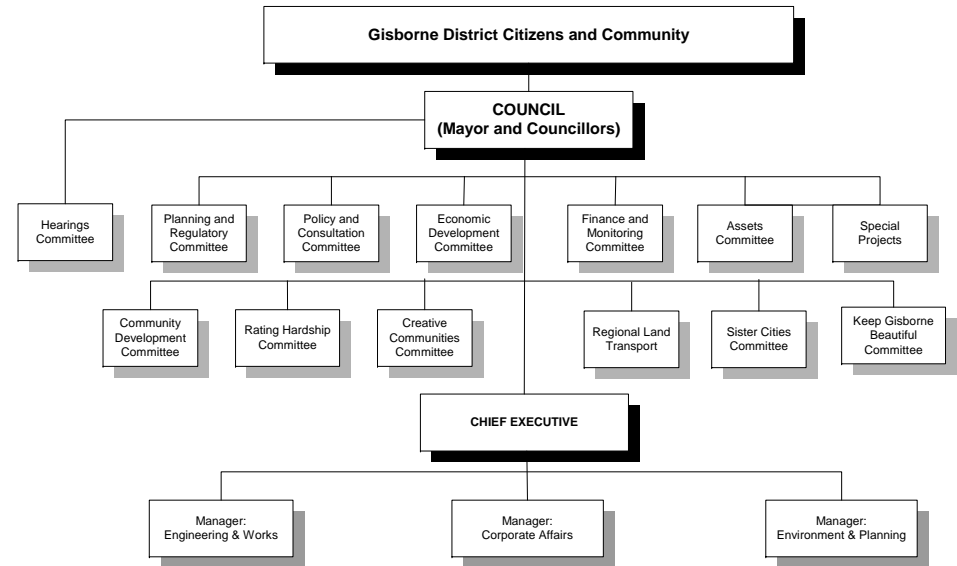 Gisborne District Citizens and Community
COUNCIL
(Mayor and Councillors)
Hearings
Committee
Planning and
Regulatory
Committee
Policy and
Consultation
Committee
Economic
Development
Committee
Finance and
Monitoring
Committee
Assets
Committee
Special
Projects
Community
Development
Committee
Rating Hardship
Committee
Creative
Communities
Committee
Regional Land
Transport
Sister Cities
Committee
Keep Gisborne
Beautiful
Committee
CHIEF EXECUTIVE
Manager:
Engineering & Works
Manager:
Corporate Affairs
Manager:
Environment & Planning